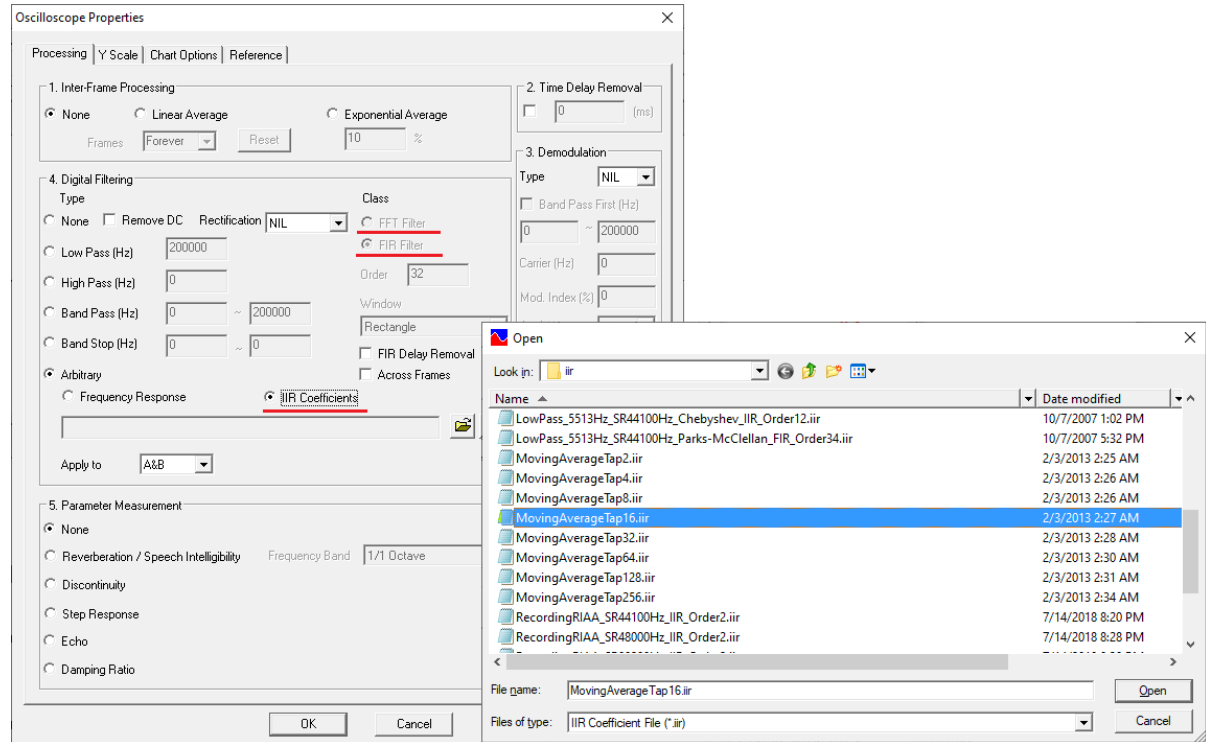 Oscilloscope Properties
Processing Y Scale Chart Options Reference
1. Inter-Frame Processing
None Linear Average Exponential Average
Frames Forever Reset 10 %
2. Time Delay Removal
0 (ms)
3. Demodulation
Type NIL
Band Pass First (Hz)
0 ~ 200000
Carrier (Hz) 0
Mod. Index (%) 0
4. Digital Filtering
Type Class
None Remove DC Rectification NIL FFT Filter
Low Pass (Hz) 200000 FIR Filter
High Pass (Hz) 0 Order 32
Band Pass (Hz) 0 ~ 200000 Window
Rectangle
Band Stop (Hz) 0 ~ 0 FIR Delay Removal
Arbitrary Across Frames
Frequency Response IIR Coefficients
Apply to A&B
5. Parameter Measurement
None
Reverberation / Speech Intelligibility Frequency Band 1/1 Octave
Discontinuity
Step Response
Echo
Damping Ratio
OK Cancel
Open
Look in: iir
Name Date modified
LowPass_5513Hz_SR44100Hz_Chebyshev_IIR_Order12.iir 10/7/2007 1:02 PM
LowPass_5513Hz_SR44100Hz_Parks-McClellan_FIR_Order34.iir 10/7/2007 5:32 PM
MovingAverageTap2.iir 2/3/2013 2:25 AM
MovingAverageTap4.iir 2/3/2013 2:26 AM
MovingAverageTap8.iir 2/3/2013 2:26 AM
MovingAverageTap16.iir 2/3/2013 2:27 AM
MovingAverageTap32.iir 2/3/2013 2:28 AM
MovingAverageTap64.iir 2/3/2013 2:30 AM
MovingAverageTap128.iir 2/3/2013 2:31 AM
MovingAverageTap256.iir 2/3/2013 2:34 AM
RecordingRIAA_SR44100Hz_IIR_Order2.iir 7/14/2018 8:20 PM
RecordingRIAA_SR48000Hz_IIR_Order2.iir 7/14/2018 8:28 PM
File name: MovingAverageTap16.iir Open
Files of type: IIR Coefficient File (*.iir) Cancel